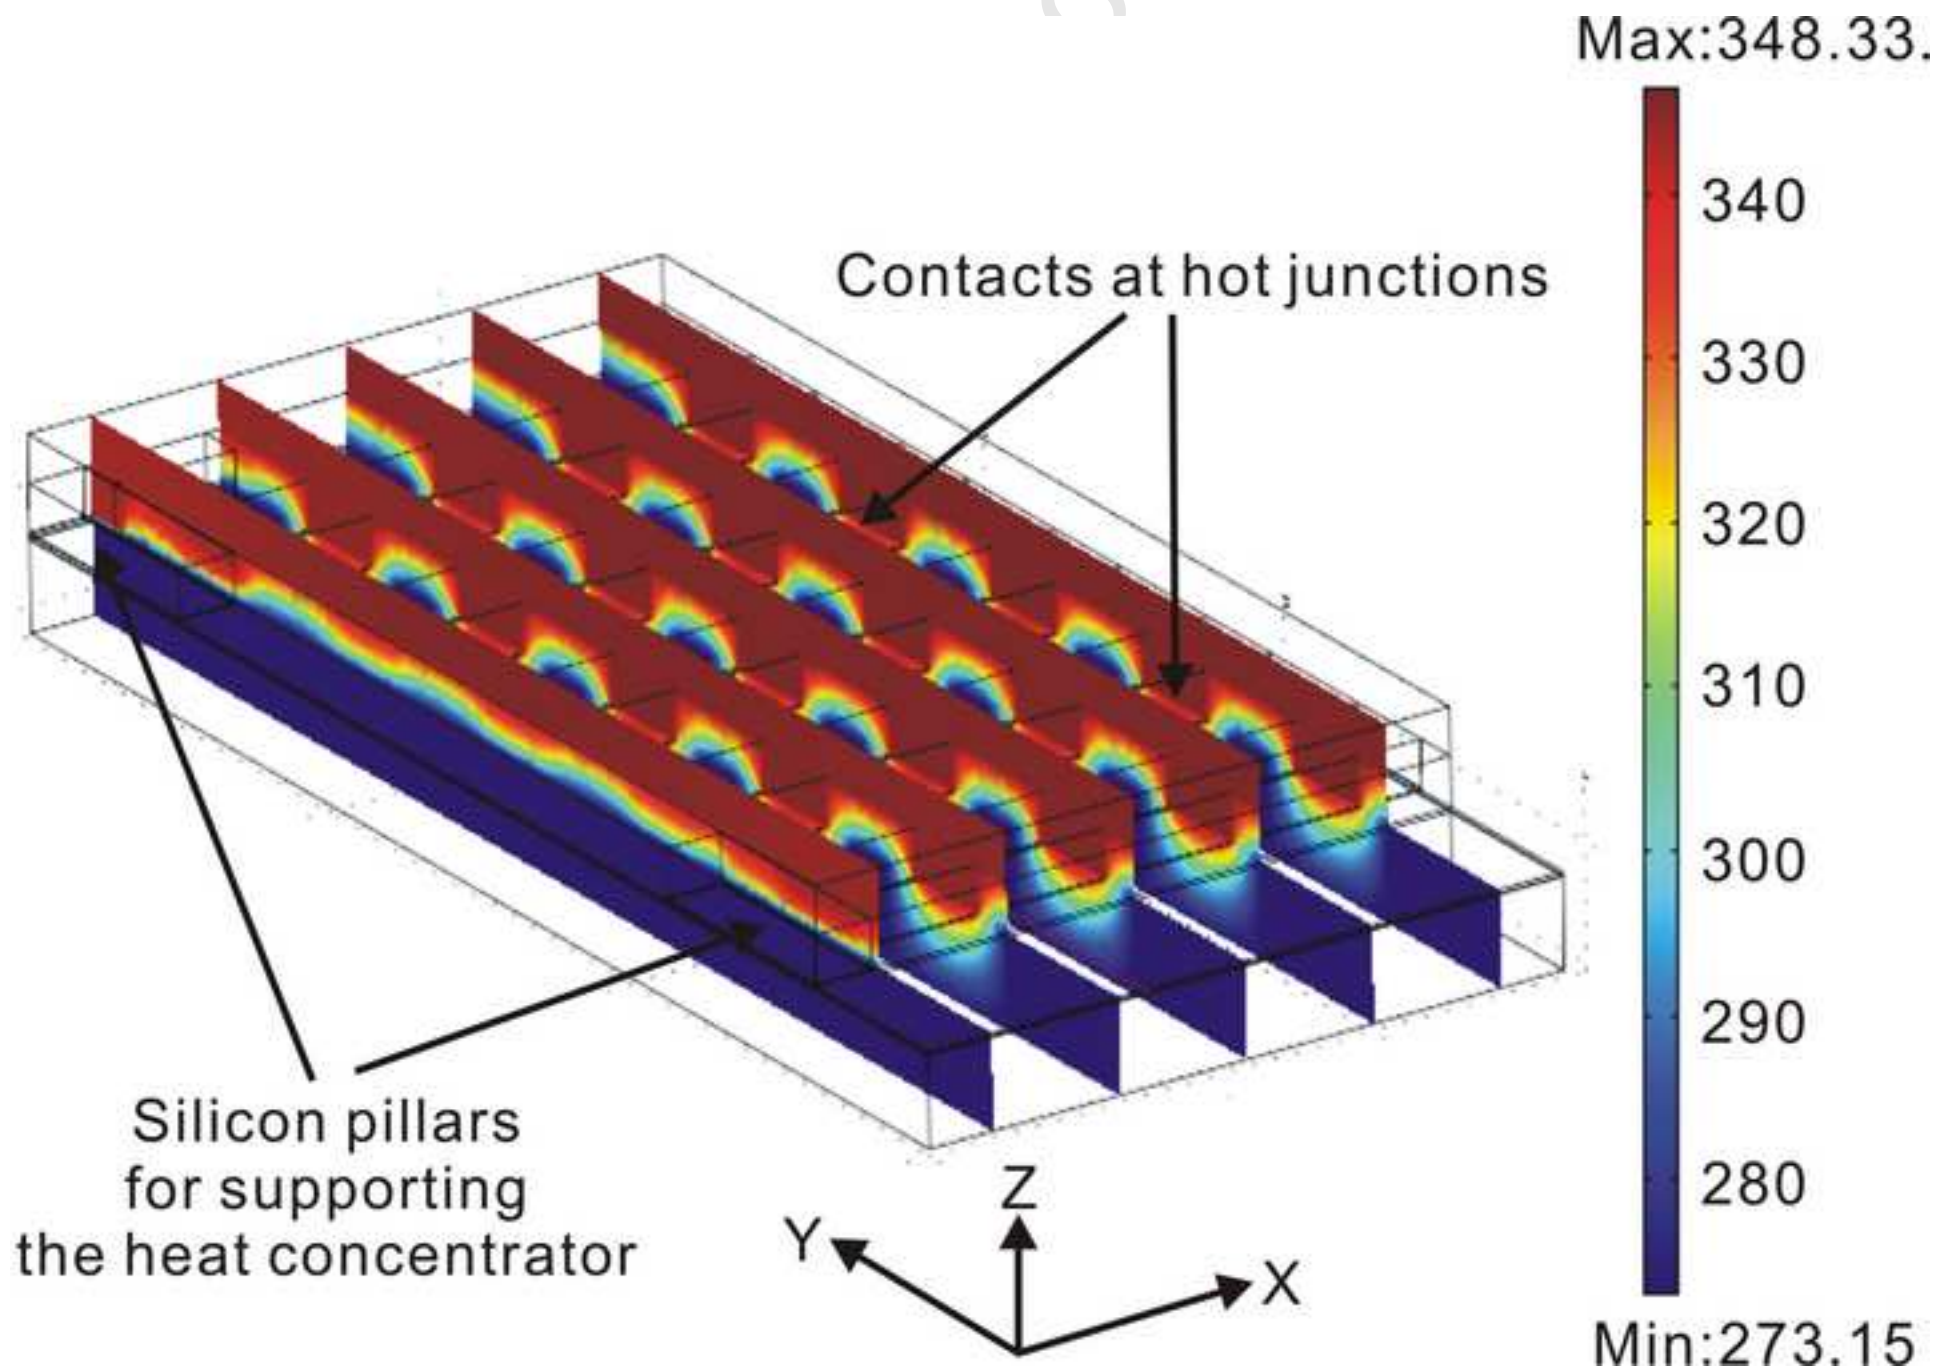 Max:348.33.
340
330
320
310
300
290
280
Min:273.15
Contacts at hot junctions
Silicon pillars
for supporting
the heat concentrator
Z
Y
X